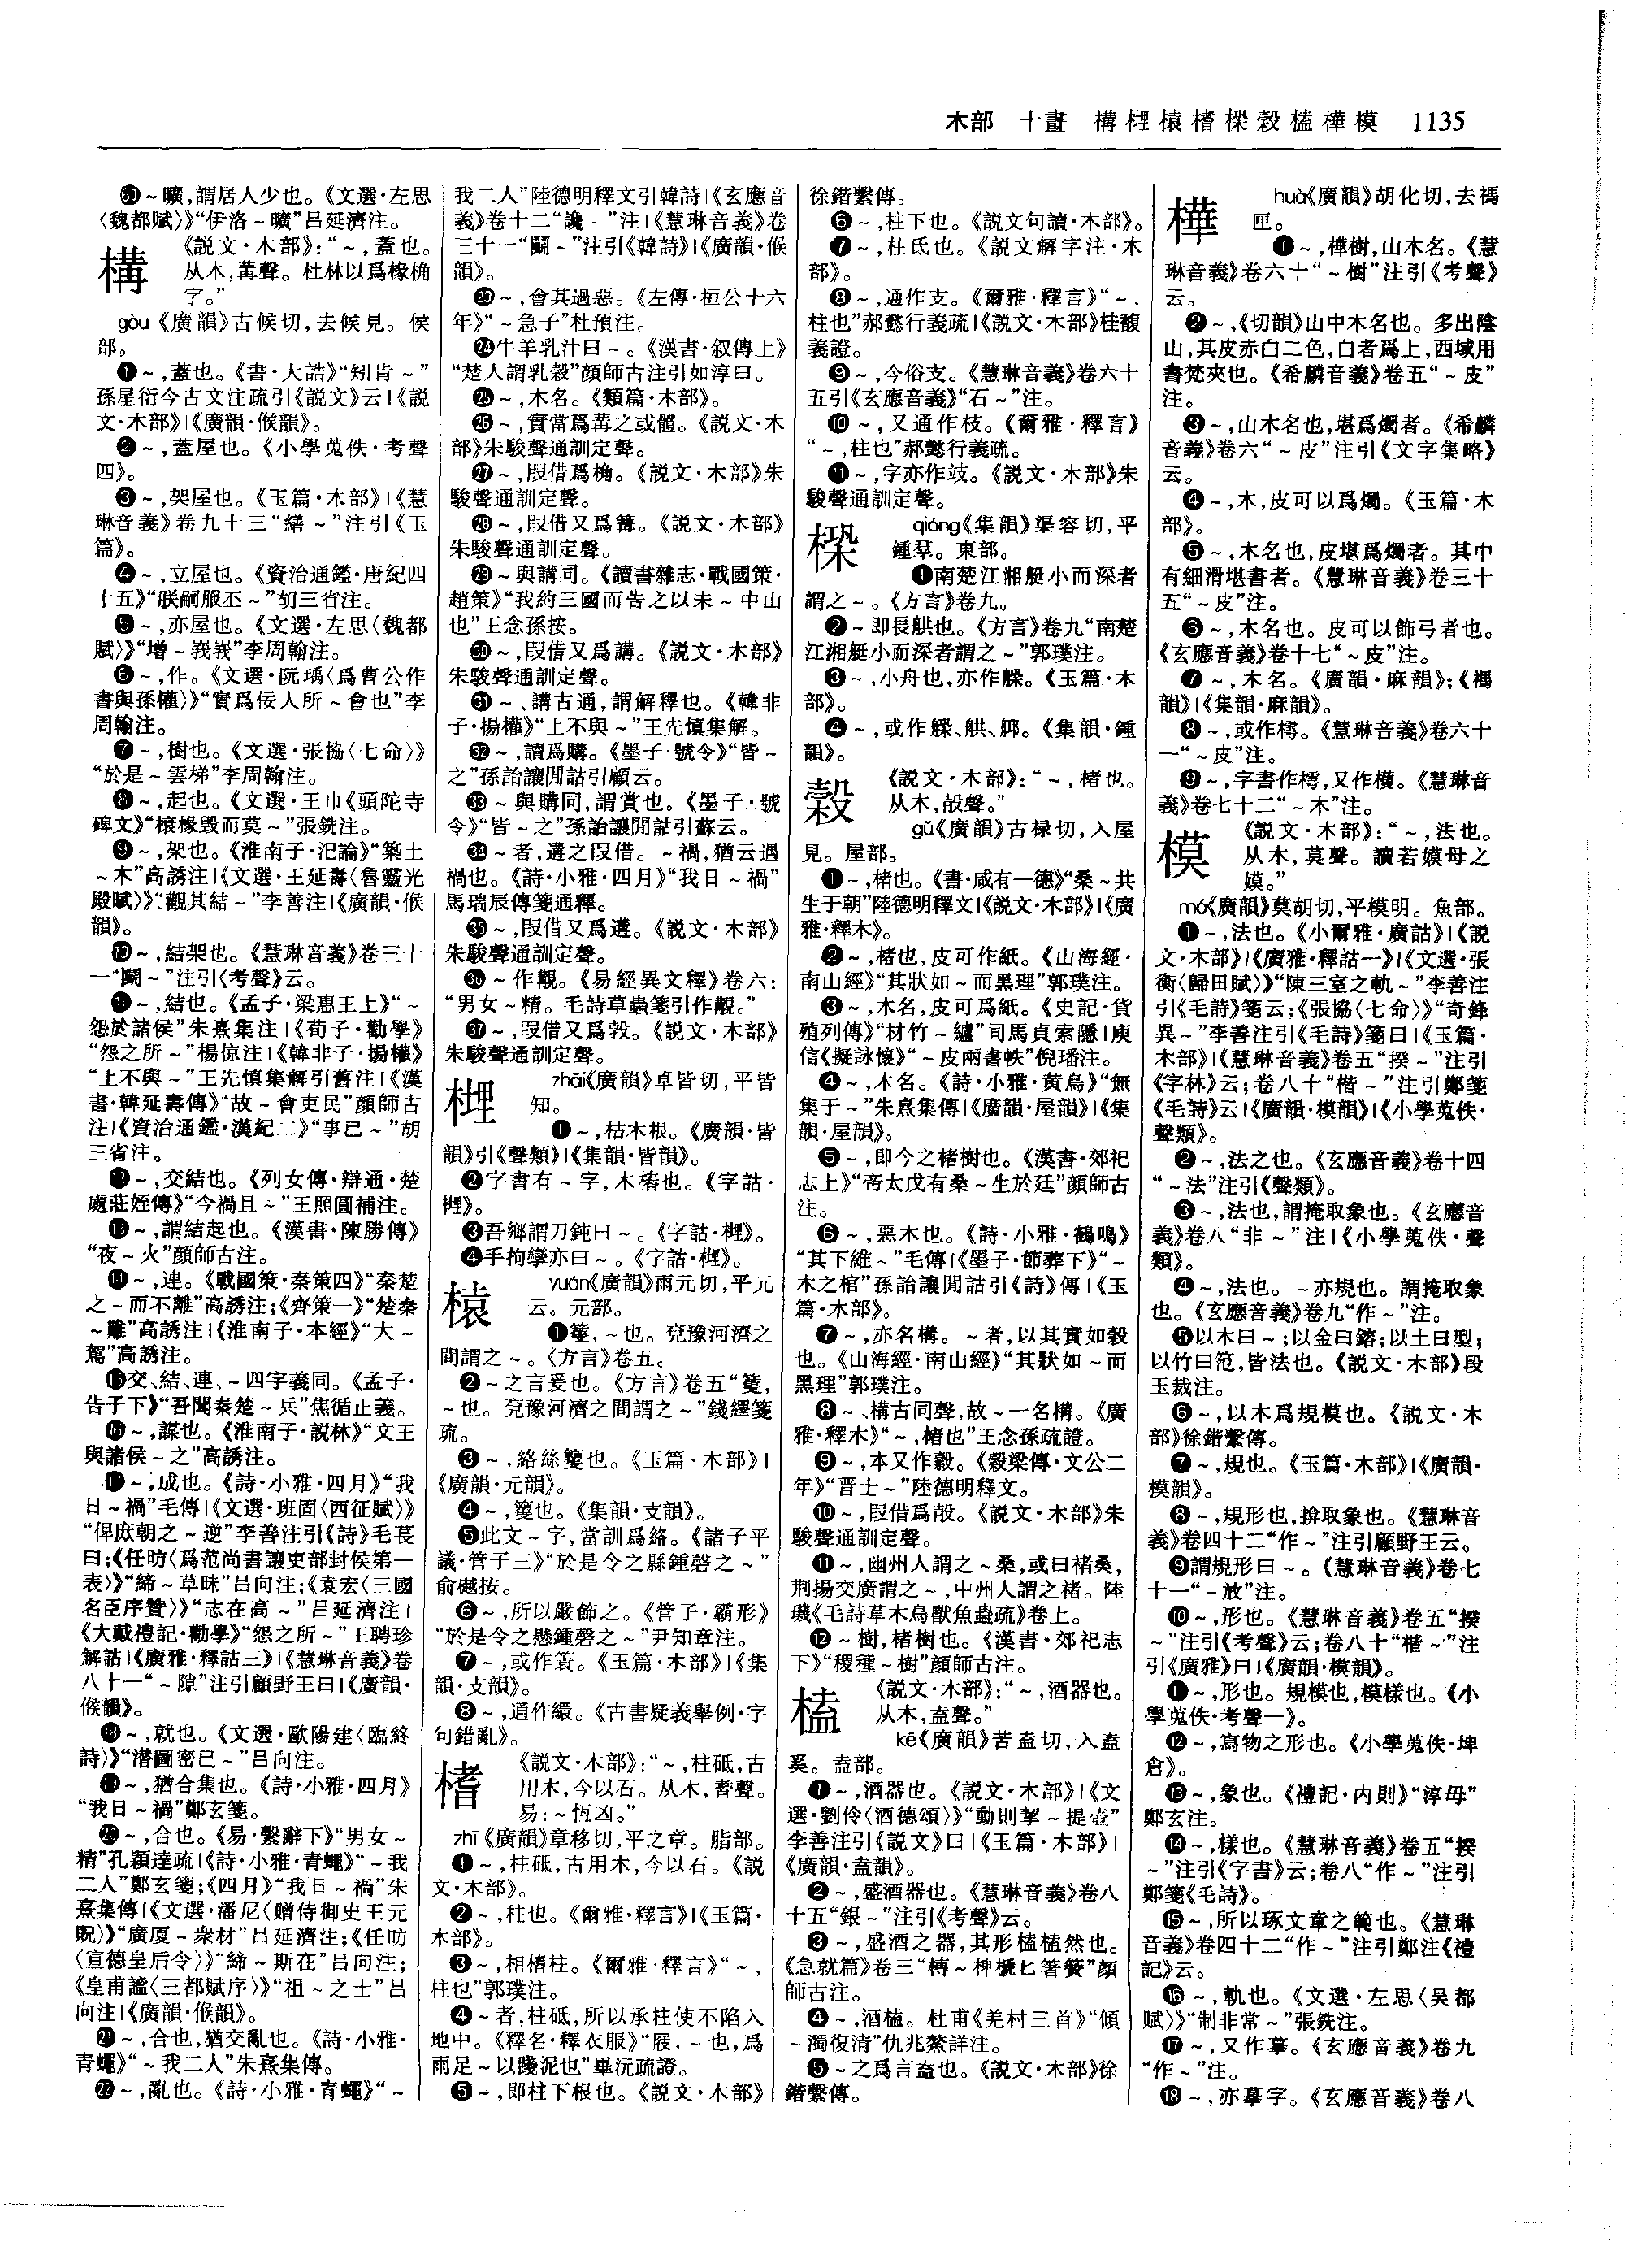 木部　十畫　構梩榬榰橯穀榼樺模　1135
~曠,謂居人少也。《文選·左思
〈魏都賦〉》“伊洛~曠”吕延濟注。
構
《説文·木部》:“~,蓋也。
从木,冓聲。杜林以爲椽桷
字。”
gòu《廣韻》古候切,去候見。侯
部。
❶~,蓋也。《書·大誥》“矧肯~”
孫星衍今古文注疏引《説文》云|《説
文·木部》|《廣韻·候韻》。
❷~,蓋屋也。《小學蒐佚·考聲
四》。
❸~,架屋也。《玉篇·木部》|《慧
琳音義》卷九十三“繕~”注引《玉
篇》。
❹~,立屋也。《資治通鑑·唐紀四
十五》“朕嗣服丕~”胡三省注。
❺~,亦屋也。《文選·左思〈魏都
賦〉》“增~峩峩”李周翰注。
❻~,作。《文選·阮瑀〈爲曹公作
書與孫權〉》“實爲佞人所~會也”李
周翰注。
❼~,樹也。《文選·張協〈七命〉》
“於是~雲梯”李周翰注。
❽~,起也。《文選·王巾《頭陀寺
碑文》“榱椽毁而莫~”張銑注。
❾~,架也。《淮南子·氾論》“築土
~木”高誘注|《文選·王延壽〈魯靈光
殿賦〉》“觀其結~”李善注|《廣韻·候
韻》。
❿~,結架也。《慧琳音義》卷三十
一“鬭~”注引《考聲》云。
⓫~,結也。《孟子·梁惠王上》“~
怨於諸侯”朱熹集注|《荀子·勸學》
“怨之所~”楊倞注|《韓非子·揚權》
“上不與~”王先慎集解引舊注|《漢
書·韓延壽傳》“故~會吏民”顔師古
注|《資治通鑑·漢紀二》“事已~”胡
三省注。
⓬~,交結也。《列女傳·辯通·楚
處莊姪傳》“今禍且~”王照圓補注。
⓭~,謂結起也。《漢書·陳勝傳》
“夜~火”顔師古注。
⓮~,連。《戰國策·秦策四》“秦楚
之~而不離”高誘注;《齊策一》“楚秦
~難”高誘注|《淮南子·本經》“大~
駕”高誘注。
⓯交、結、連、~四字義同。《孟子·
告子下》“吾聞秦楚~兵”焦循正義。
⓰~,謀也。《淮南子·説林》“文王
與諸侯~之”高誘注。
⓱~,成也。《詩·小雅·四月》“我
日~禍”毛傳|《文選·班固〈西征賦〉》
“俾庶朝之~逆”李善注引《詩》毛萇
曰;《任昉〈爲范尚書讓吏部封侯第一
表〉》“締~草昧”吕向注;《袁宏〈三國
名臣序贊〉》“志在高~”吕延濟注|
《大戴禮記·勸學》“怨之所~”王聘珍
解詁|《廣雅·釋詁三》|《慧琳音義》卷
八十一“~隙”注引顧野王曰|《廣韻·
候韻》。
⓲~,就也。《文選·歐陽建〈臨終
詩〉》“潛圖密已~”吕向注。
⓳~,猶合集也。《詩·小雅·四月》
“我日~禍”鄭玄箋。
⓴~,合也。《易·繫辭下》“男女~
精”孔穎達疏|《詩·小雅·青蠅》“~我
二人”鄭玄箋;《四月》“我日~禍”朱
熹集傳|《文選·潘尼〈贈侍御史王元
貺〉》“廣厦~衆材”吕延濟注;《任昉
〈宣德皇后令〉》“締~斯在”吕向注;
《皇甫謐〈三都賦序〉》“祖~之士”吕
向注|《廣韻·候韻》。
㉑~,合也,猶交亂也。《詩·小雅·
青蠅》“~我二人”朱熹集傳。
㉒~,亂也。《詩·小雅·青蠅》“~
我二人”陸德明釋文引韓詩|《玄應音
義》卷十二“讒~”注|《慧琳音義》卷
三十一“鬭~”注引《韓詩》|《廣韻·候
韻》。
㉓~,會其過惡。《左傳·桓公十六
年》“~急子”杜預注。
㉔牛羊乳汁曰~。《漢書·叙傳上》
“楚人謂乳穀”顔師古注引如淳曰。
㉕~,木名。《類篇·木部》。
㉖~,實當爲冓之或體。《説文·木
部》朱駿聲通訓定聲。
㉗~,叚借爲桷。《説文·木部》朱
駿聲通訓定聲。
㉘~,叚借又爲篝。《説文·木部》
朱駿聲通訓定聲。
㉙~與講同。《讀書雜志·戰國策·
趙策》“我約三國而告之以未~中山
也”王念孫按。
㉚~,叚借又爲講。《説文·木部》
朱駿聲通訓定聲。
㉛~、講古通,謂解釋也。《韓非
子·揚權》“上不與~”王先慎集解。
㉜~,讀爲購。《墨子·號令》“皆~
之”孫詒讓閒詁引顧云。
㉝~與購同,謂賞也。《墨子·號
令》“皆~之”孫詒讓閒詁引蘇云。
㉞~者,遘之叚借。~禍,猶云遇
禍也。《詩·小雅·四月》“我日~禍”
馬瑞辰傳箋通釋。
㉟~,叚借又爲遘。《説文·木部》
朱駿聲通訓定聲。
㊱~作覯。《易經異文釋》卷六:
“男女~精。毛詩草蟲箋引作覯。”
㊲~,叚借又爲㝅。《説文·木部》
朱駿聲通訓定聲。
梩
zhāi《廣韻》卓皆切,平皆
知。
❶~,枯木根。《廣韻·皆
韻》引《聲類》|《集韻·皆韻》。
❷字書有~字,木樁也。《字詁·
梩》。
❸吾鄉謂刀鈍曰~。《字詁·梩》。
❹手拘攣亦曰~。《字詁·梩》。
榬
yuán《廣韻》雨元切,平元
云。元部。
❶籆,~也。兗豫河濟之
間謂之~。《方言》卷五。
❷~之言爰也。《方言》卷五“籆,
~也。兗豫河濟之間謂之~”錢繹箋
疏。
❸~,絡絲籰也。《玉篇·木部》|
《廣韻·元韻》。
❹~,籰也。《集韻·支韻》。
❺此文~字,當訓爲絡。《諸子平
議·管子三》“於是令之縣鍾磬之~”
俞樾按。
❻~,所以嚴飾之。《管子·霸形》
“於是令之懸鍾磬之~”尹知章注。
❼~,或作䈠。《玉篇·木部》|《集
韻·支韻》。
❽~,通作繯。《古書疑義舉例·字
句錯亂》。
榰
《説文·木部》:“~,柱砥,古
用木,今以石。从木,耆聲。
易:~恆凶。”
zhī《廣韻》章移切,平之章。脂部。
❶~,柱砥,古用木,今以石。《説
文·木部》。
❷~,柱也。《爾雅·釋言》|《玉篇·
木部》。
❸~,相榰柱。《爾雅·釋言》“~,
柱也”郭璞注。
❹~者,柱砥,所以承柱使不陷入
地中。《釋名·釋衣服》“屐,~也,爲
雨足~以踐泥也”畢沅疏證。
❺~,即柱下根也。《説文·木部》
徐鍇繫傳。
❻~,柱下也。《説文句讀·木部》。
❼~,柱氐也。《説文解字注·木
部》。
❽~,通作支。《爾雅·釋言》“~,
柱也”郝懿行義疏|《説文·木部》桂馥
義證。
❾~,今俗支。《慧琳音義》卷六十
五引《玄應音義》“石~”注。
❿~,又通作枝。《爾雅·釋言》
“~,柱也”郝懿行義疏。
⓫~,字亦作㩻。《説文·木部》朱
駿聲通訓定聲。
qióng《集韻》渠容切,平
鍾羣。東部。
❶南楚江湘艇小而深者
謂之~。《方言》卷九。
❷~即長舼也。《方言》卷九“南楚
江湘艇小而深者謂之~”郭璞注。
❸~,小舟也,亦作䑣。《玉篇·木
部》。
❹~,或作䑣、舼、䑲。《集韻·鍾
韻》。
穀
《説文·木部》:“~,楮也。
从木,㱿聲。”
gǔ《廣韻》古禄切,入屋
見。屋部。
❶~,楮也。《書·咸有一德》“桑~共
生于朝”陸德明釋文|《説文·木部》|《廣
雅·釋木》。
❷~,楮也,皮可作紙。《山海經·
南山經》“其狀如~而黑理”郭璞注。
❸~,木名,皮可爲紙。《史記·貨
殖列傳》“材竹~纑”司馬貞索隱|庾
信《擬詠懷》“~皮兩書帙”倪璠注。
❹~,木名。《詩·小雅·黄鳥》“無
集于~”朱熹集傳|《廣韻·屋韻》|《集
韻·屋韻》。
❺~,即今之楮樹也。《漢書·郊祀
志上》“帝太戊有桑~生於廷”顔師古
注。
❻~,惡木也。《詩·小雅·鶴鳴》
“其下維~”毛傳|《墨子·節葬下》“~
木之棺”孫詒讓閒詁引《詩》傳|《玉
篇·木部》。
❼~,亦名構。~者,以其實如穀
也。《山海經·南山經》“其狀如~而
黑理”郭璞注。
❽~、構古同聲,故~一名構。《廣
雅·釋木》“~,楮也”王念孫疏證。
❾~,本又作穀。《穀梁傳·文公二
年》“晋士~”陸德明釋文。
❿~,叚借爲㱿。《説文·木部》朱
駿聲通訓定聲。
⓫~,幽州人謂之~桑,或曰楮桑,
荆揚交廣謂之~,中州人謂之楮。陸
璣《毛詩草木鳥獸魚蟲疏》卷上。
⓬~樹,楮樹也。《漢書·郊祀志
下》“稷種~樹”顔師古注。
榼
《説文·木部》:“~,酒器也。
从木,盍聲。”
kē《廣韻》苦盍切,入盍
奚。盍部。
❶~,酒器也。《説文·木部》|《文
選·劉伶〈酒德頌〉》“動則挈~提壺”
李善注引《説文》曰|《玉篇·木部》|
《廣韻·盍韻》。
❷~,盛酒器也。《慧琳音義》卷八
十五“銀~”注引《考聲》云。
❸~,盛酒之器,其形榼榼然也。
《急就篇》卷三“槫~椑榹匕箸籫”顔
師古注。
❹~,酒榼。杜甫《羌村三首》“傾
~濁復清”仇兆鰲詳注。
❺~之爲言盍也。《説文·木部》徐
鍇繫傳。
樺
huà《廣韻》胡化切,去禡
匣。
❶~,樺樹,山木名。《慧
琳音義》卷六十“~樹”注引《考聲》
云。
❷~,《切韻》山中木名也。多出陰
山,其皮赤白二色,白者爲上,西域用
書梵夾也。《希麟音義》卷五“~皮”
注。
❸~,山木名也,堪爲燭者。《希麟
音義》卷六“~皮”注引《文字集略》
云。
❹~,木,皮可以爲燭。《玉篇·木
部》。
❺~,木名也,皮堪爲燭者。其中
有細滑堪書者。《慧琳音義》卷三十
五“~皮”注。
❻~,木名也。皮可以飾弓者也。
《玄應音義》卷十七“~皮”注。
❼~,木名。《廣韻·麻韻》;《禡
韻》|《集韻·麻韻》。
❽~,或作樗。《慧琳音義》卷六十
一“~皮”注。
❾~,字書作樗,又作檴。《慧琳音
義》卷七十二“~木”注。
模
《説文·木部》:“~,法也。
从木,莫聲。讀若嫫母之
嫫。”
mó《廣韻》莫胡切,平模明。魚部。
❶~,法也。《小爾雅·廣詁》|《説
文·木部》|《廣雅·釋詁一》|《文選·張
衡〈歸田賦〉》“陳三皇之軌~”李善注
引《毛詩》箋云;《張協〈七命〉》“奇鋒
異~”李善注引《毛詩》箋曰|《玉篇·
木部》|《慧琳音義》卷五“揆~”注引
《字林》云;卷八十“楷~”注引鄭箋
《毛詩》云|《廣韻·模韻》|《小學蒐佚·
聲類》。
❷~,法之也。《玄應音義》卷十四
“~法”注引《聲類》。
❸~,法也,謂掩取象也。《玄應音
義》卷八“非~”注|《小學蒐佚·聲
類》。
❹~,法也。~亦規也。謂掩取象
也。《玄應音義》卷九“作~”注。
❺以木曰~;以金曰鎔;以土曰型;
以竹曰笵,皆法也。《説文·木部》段
玉裁注。
❻~,以木爲規模也。《説文·木
部》徐鍇繫傳。
❼~,規也。《玉篇·木部》|《廣韻·
模韻》。
❽~,規形也,揜取象也。《慧琳音
義》卷四十二“作~”注引顧野王云。
❾謂規形曰~。《慧琳音義》卷七
十一“~放”注。
❿~,形也。《慧琳音義》卷五“揆
~”注引《考聲》云;卷八十“楷~”注
引《廣雅》曰|《廣韻·模韻》。
⓫~,形也。規模也,模樣也。《小
學蒐佚·考聲一》。
⓬~,寫物之形也。《小學蒐佚·埤
倉》。
⓭~,象也。《禮記·内則》“淳毋”
鄭玄注。
⓮~,樣也。《慧琳音義》卷五“揆
~”注引《字書》云;卷八“作~”注引
鄭箋《毛詩》。
⓯~,所以琢文章之範也。《慧琳
音義》卷四十二“作~”注引鄭注《禮
記》云。
⓰~,軌也。《文選·左思〈吴都
賦〉》“制非常~”張銑注。
⓱~,又作摹。《玄應音義》卷九
“作~”注。
⓲~,亦摹字。《玄應音義》卷八